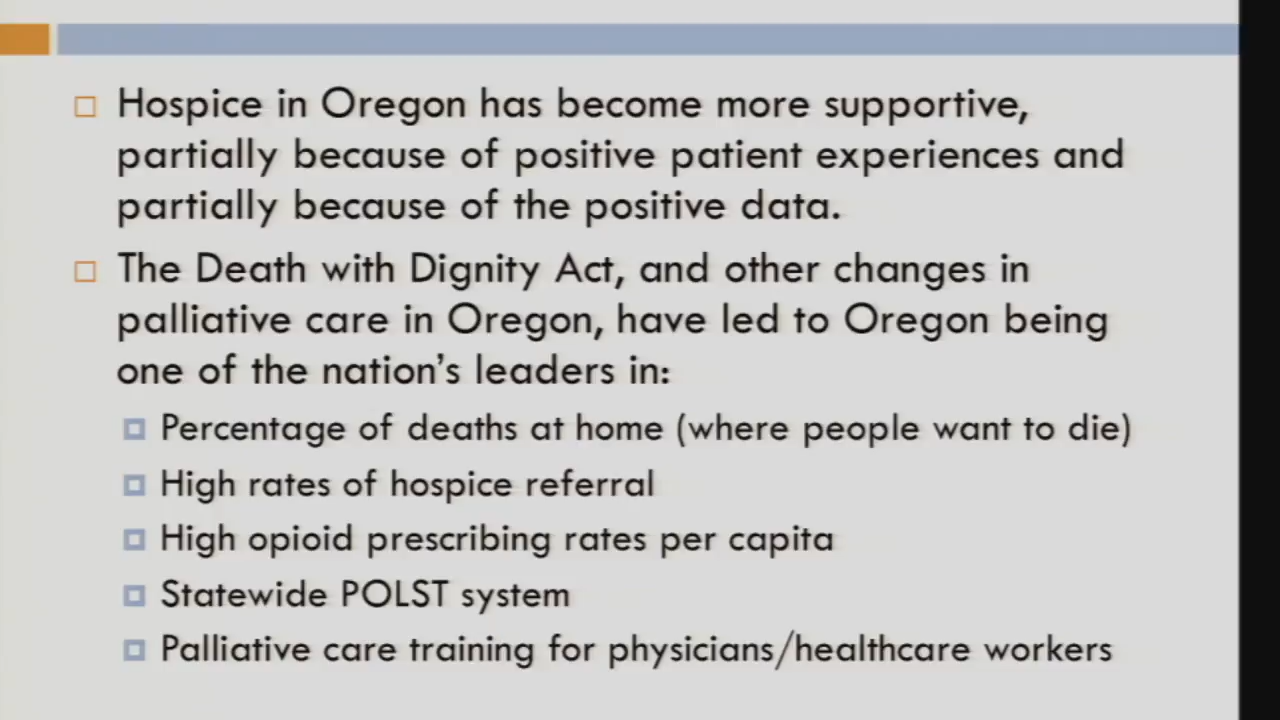 Hospice in Oregon has become more supportive,
partially because of positive patient experiences and
partially because of the positive data.
The Death with Dignity Act, and other changes in
palliative care in Oregon, have led to Oregon being
one of the nation's leaders in:
Percentage of deaths at home (where people want to die)
High rates of hospice referral
High opioid prescribing rates per capita
Statewide POLST system
Palliative care training for physicians/healthcare workers